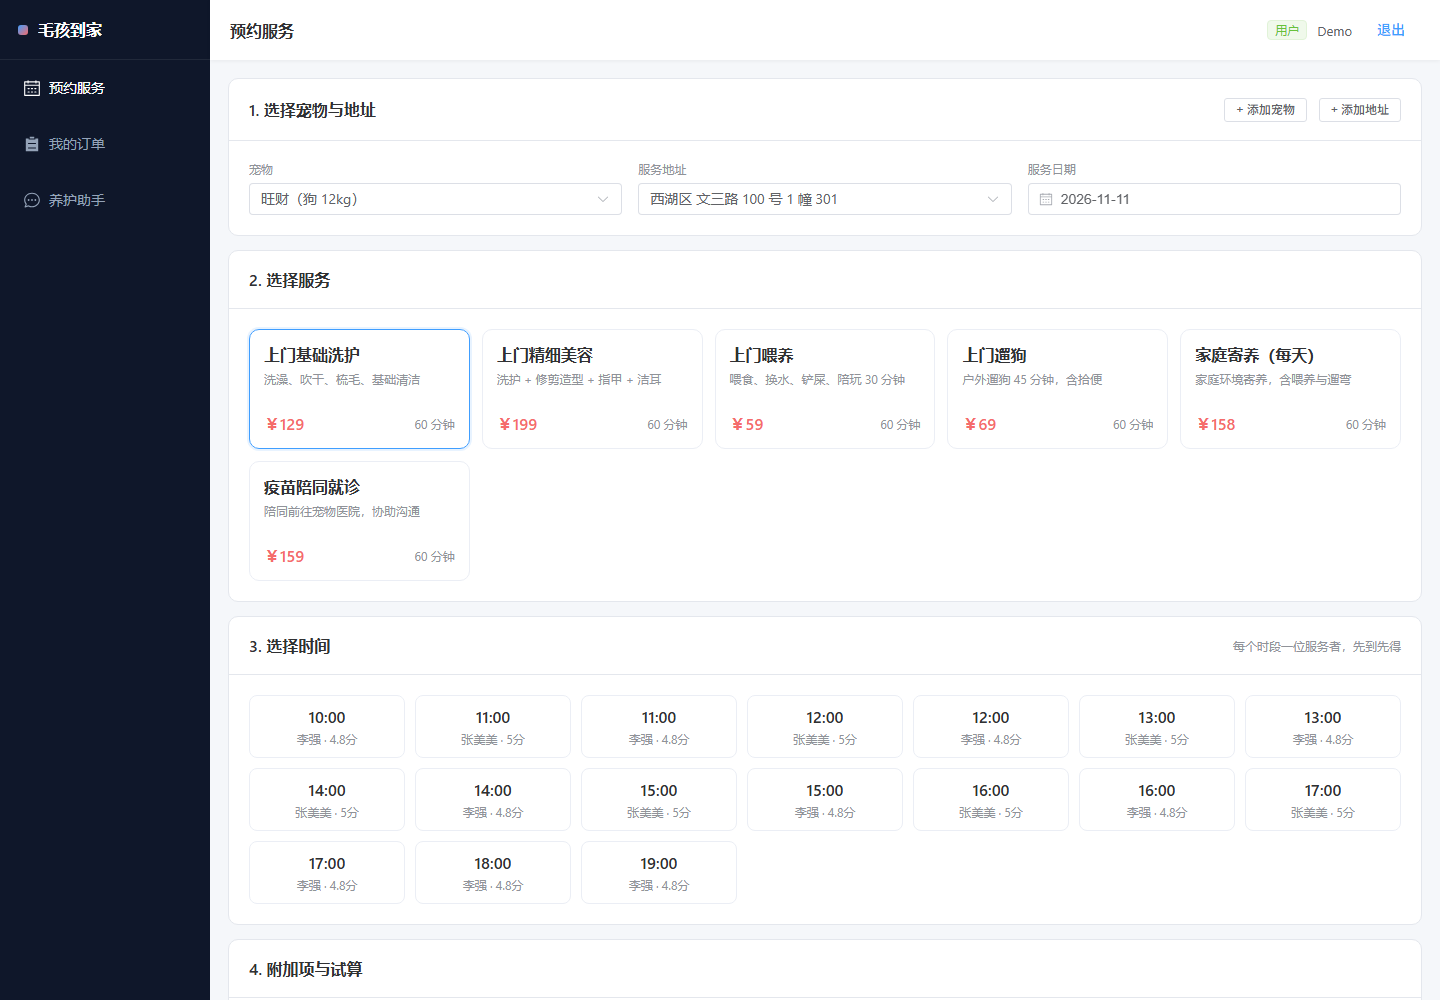 毛孩到家
预约服务
我的订单
养护助手
预约服务
用户 Demo 退出
1. 选择宠物与地址
+ 添加宠物 + 添加地址
宠物 服务地址 服务日期
旺财（狗 12kg） 西湖区 文三路 100 号 1 幢 301 2026-11-11
2. 选择服务
上门基础洗护
洗澡、吹干、梳毛、基础清洁
￥129 60 分钟
上门精细美容
洗护 + 修剪造型 + 指甲 + 洁耳
￥199 60 分钟
上门喂养
喂食、换水、铲屎、陪玩 30 分钟
￥59 60 分钟
上门遛狗
户外遛狗 45 分钟，含拾便
￥69 60 分钟
家庭寄养（每天）
家庭环境寄养，含喂养与遛弯
￥158 60 分钟
疫苗陪同就诊
陪同前往宠物医院，协助沟通
￥159 60 分钟
3. 选择时间
每个时段一位服务者，先到先得
10:00
李强 · 4.8分
11:00
张美美 · 5分
11:00
李强 · 4.8分
12:00
张美美 · 5分
12:00
李强 · 4.8分
13:00
张美美 · 5分
13:00
李强 · 4.8分
14:00
张美美 · 5分
14:00
李强 · 4.8分
15:00
张美美 · 5分
15:00
李强 · 4.8分
16:00
张美美 · 5分
16:00
李强 · 4.8分
17:00
张美美 · 5分
17:00
李强 · 4.8分
18:00
李强 · 4.8分
19:00
李强 · 4.8分
4. 附加项与试算